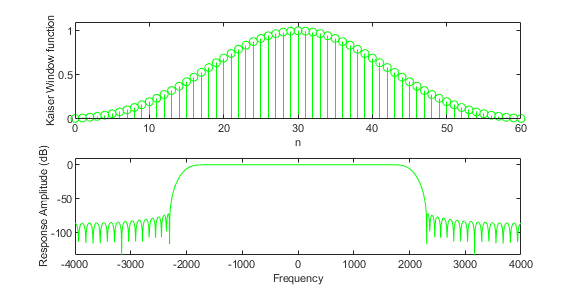 Kaiser Window function
1
0.5
0
0 10 20 30 40 50 60
n
Response Amplitude (dB)
0
-50
-100
-4000 -3000 -2000 -1000 0 1000 2000 3000 4000
Frequency